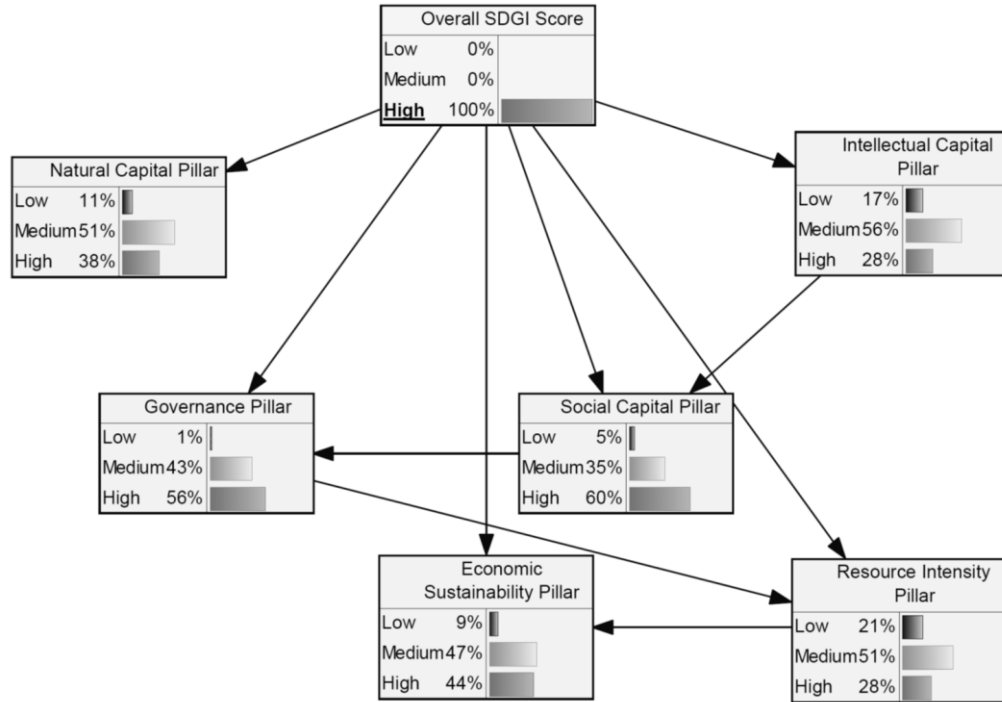 Overall SDGI Score
Low 0%
Medium 0%
High 100%
Natural Capital Pillar
Low 11%
Medium 51%
High 38%
Intellectual Capital
Pillar
Low 17%
Medium 56%
High 28%
Governance Pillar
Low 1%
Medium 43%
High 56%
Social Capital Pillar
Low 5%
Medium 35%
High 60%
Economic
Sustainability Pillar
Low 9%
Medium 47%
High 44%
Resource Intensity
Pillar
Low 21%
Medium 51%
High 28%